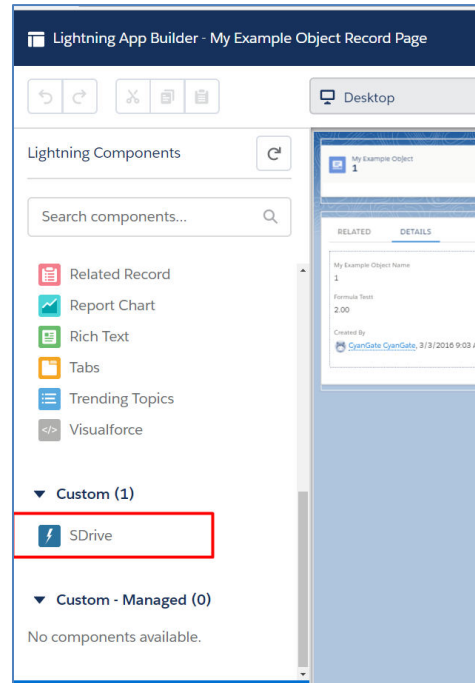 Lightning App Builder - My Example Object Record Page
Desktop
Lightning Components
Search components...
Related Record
Report Chart
Rich Text
Tabs
Trending Topics
</> Visualforce
Custom (1)
SDrive
Custom - Managed (0)
No components available.
My Example Object
1
RELATED DETAILS
My Example Object Name
1
Formula Testt
2.00
Created By
CyanGate CyanGate, 3/3/2016 9:03 A